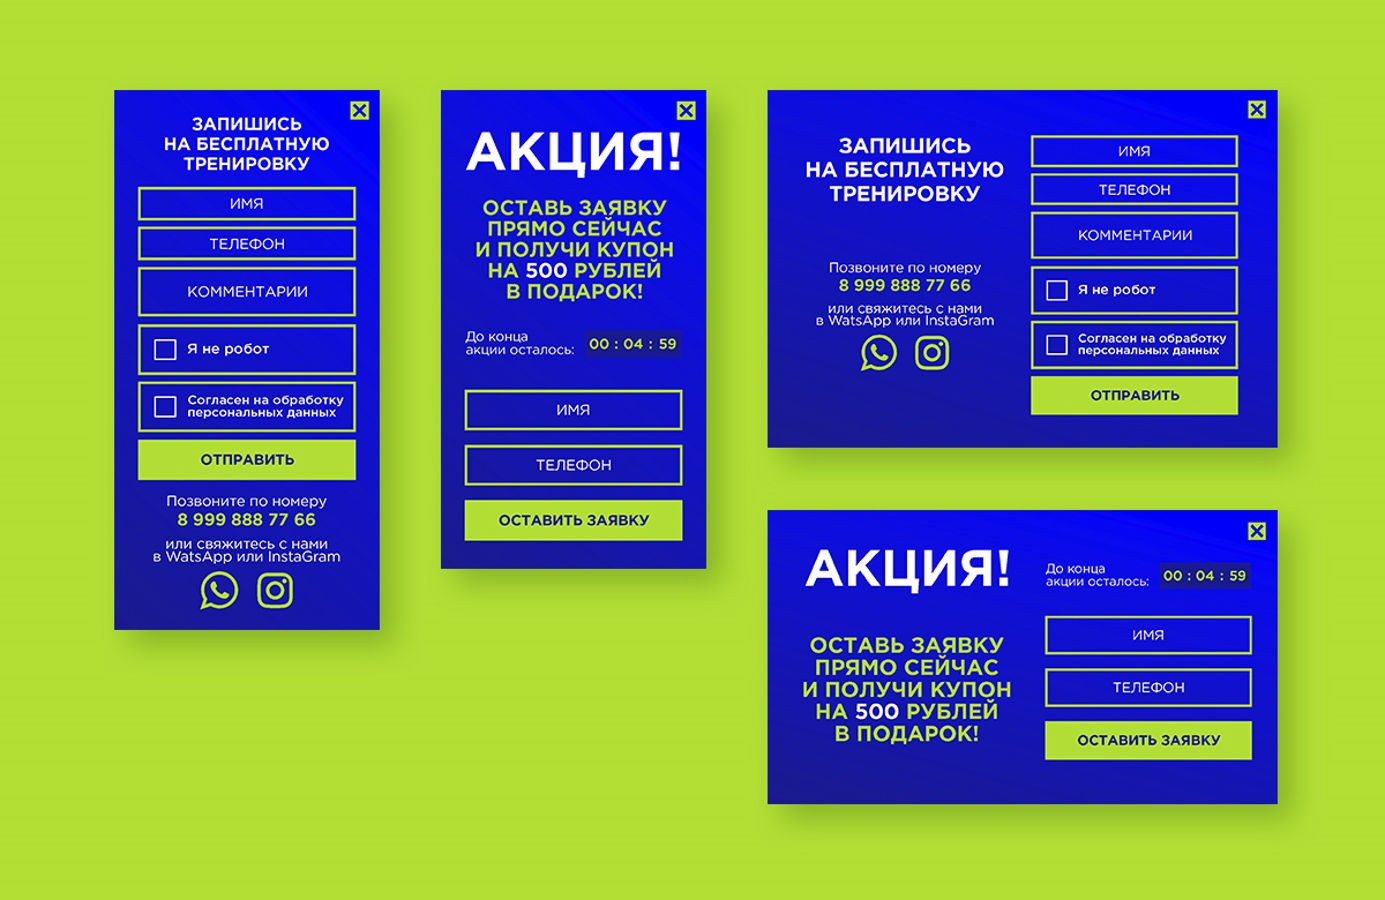 ЗАПИШИСЬ
НА БЕСПЛАТНУЮ
ТРЕНИРОВКУ
ИМЯ
ТЕЛЕФОН
КОММЕНТАРИИ
Я не робот
Согласен на обработку
персональных данных
ОТПРАВИТЬ
Позвоните по номеру
8 999 888 77 66
или свяжитесь с нами
в WatsApp или InstaGram
АКЦИЯ!
ОСТАВЬ ЗАЯВКУ
ПРЯМО СЕЙЧАС
И ПОЛУЧИ КУПОН
НА 500 РУБЛЕЙ
В ПОДАРОК!
До конца
акции осталось:
00 : 04 : 59
ИМЯ
ТЕЛЕФОН
ОСТАВИТЬ ЗАЯВКУ
ЗАПИШИСЬ
НА БЕСПЛАТНУЮ
ТРЕНИРОВКУ
Позвоните по номеру
8 999 888 77 66
или свяжитесь с нами
в WatsApp или InstaGram
ИМЯ
ТЕЛЕФОН
КОММЕНТАРИИ
Я не робот
Согласен на обработку
персональных данных
ОТПРАВИТЬ
АКЦИЯ!
ОСТАВЬ ЗАЯВКУ
ПРЯМО СЕЙЧАС
И ПОЛУЧИ КУПОН
НА 500 РУБЛЕЙ
В ПОДАРОК!
До конца
акции осталось:
00 : 04 : 59
ИМЯ
ТЕЛЕФОН
ОСТАВИТЬ ЗАЯВКУ